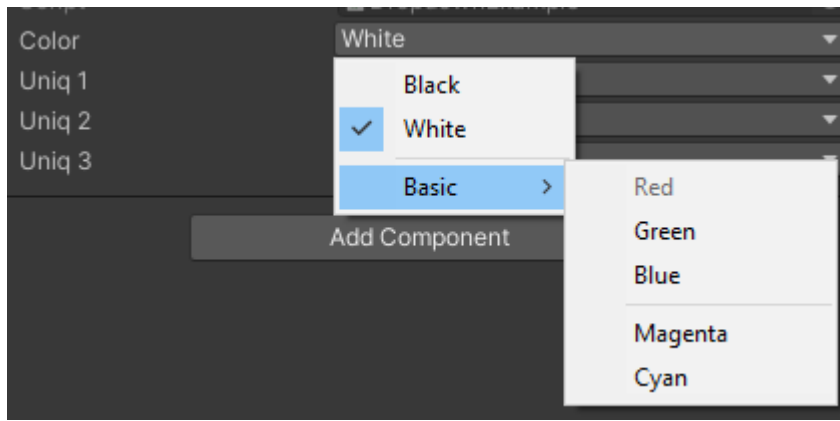 Color
White
Uniq 1
Uniq 2
Uniq 3
Black
White
Basic
Red
Green
Blue
Magenta
Cyan
Add Component